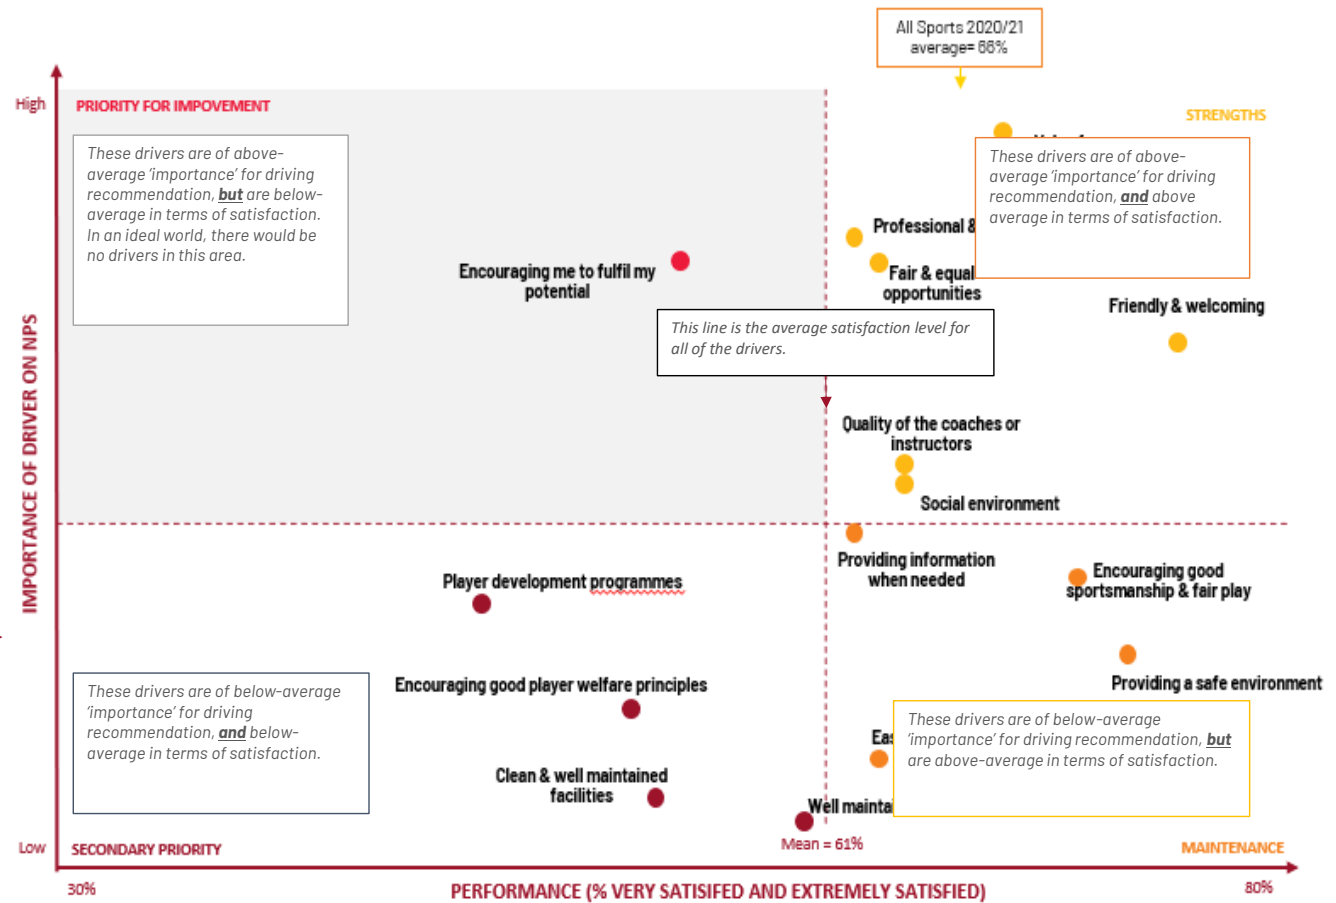 All Sports 2020/21
average= 66%
High
PRIORITY FOR IMPOVEMENT
STRENGTHS
These drivers are of above-
average 'importance' for driving
recommendation, but are below-
average in terms of satisfaction.
In an ideal world, there would be
no drivers in this area.
These drivers are of above-
average 'importance' for driving
recommendation, and above
average in terms of satisfaction.
Professional &
Encouraging me to fulfil my
potential
Fair & equal
opportunities
Friendly & welcoming
This line is the average satisfaction level for
all of the drivers.
IMPORTANCE OF DRIVER ON NPS
Quality of the coaches or
instructors
Social environment
Providing information
when needed
Encouraging good
sportsmanship & fair play
Player development programmes
Encouraging good player welfare principles
Providing a safe environment
These drivers are of below-average
'importance' for driving
recommendation, and below-
average in terms of satisfaction.
These drivers are of below-average
'importance' for driving recommendation, but
are above-average in terms of satisfaction.
Clean & well maintained
facilities
Well
Mean = 61%
Low
SECONDARY PRIORITY
MAINTENANCE
30%
PERFORMANCE (% VERY SATISIFED AND EXTREMELY SATISFIED)
80%